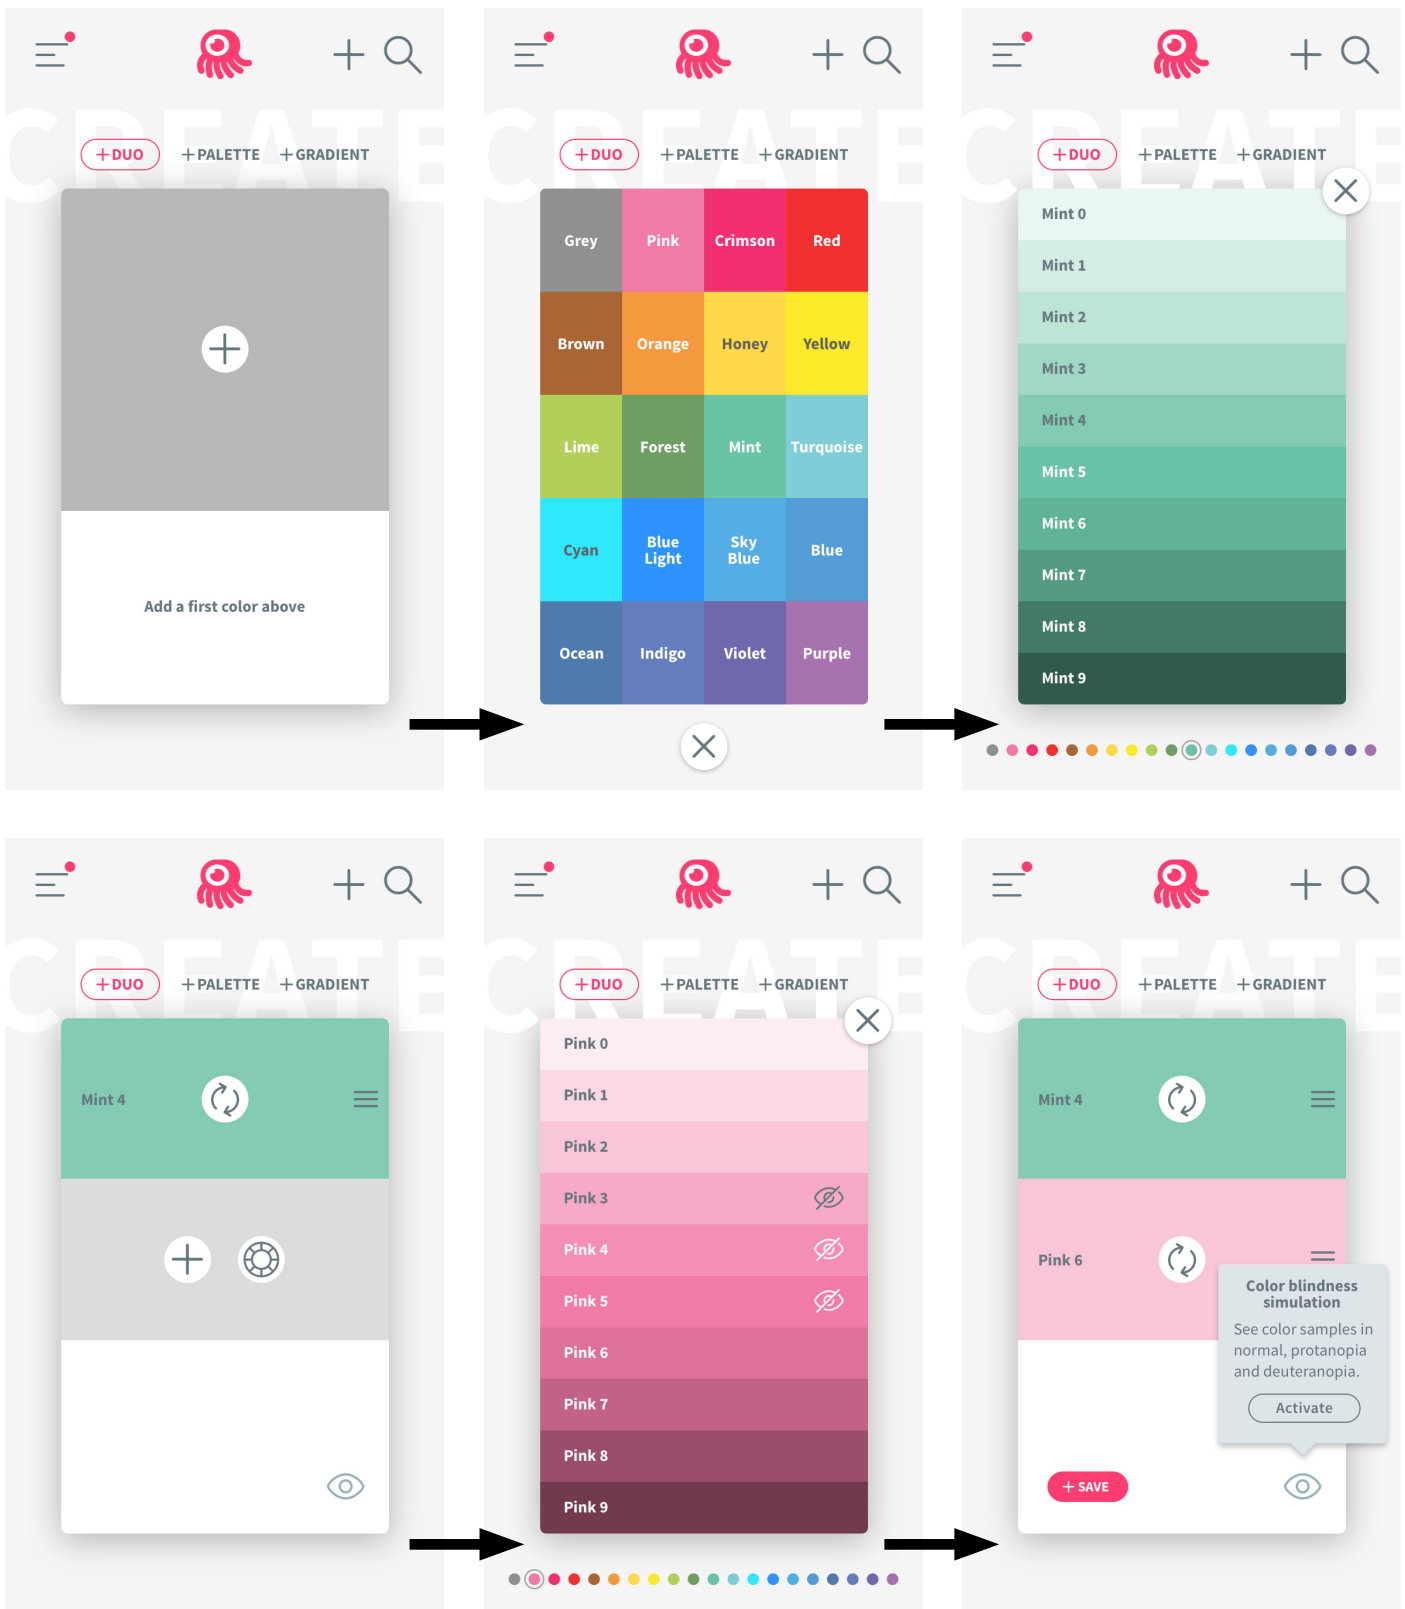 CREATE
+DUO +PALETTE +GRADIENT
Add a first color above
CREATE
+DUO +PALETTE +GRADIENT
Grey Pink Crimson Red
Brown Orange Honey Yellow
Lime Forest Mint Turquoise
Cyan Blue Light Sky Blue Blue
Ocean Indigo Violet Purple
CREATE
+DUO +PALETTE +GRADIENT
Mint 0
Mint 1
Mint 2
Mint 3
Mint 4
Mint 5
Mint 6
Mint 7
Mint 8
Mint 9
CREATE
+DUO +PALETTE +GRADIENT
Mint 4
CREATE
+DUO +PALETTE +GRADIENT
Pink 0
Pink 1
Pink 2
Pink 3
Pink 4
Pink 5
Pink 6
Pink 7
Pink 8
Pink 9
CREATE
+DUO +PALETTE +GRADIENT
Mint 4
Pink 6
Color blindness
simulation
See color samples in
normal, protanopia
and deuteranopia.
Activate
+ SAVE